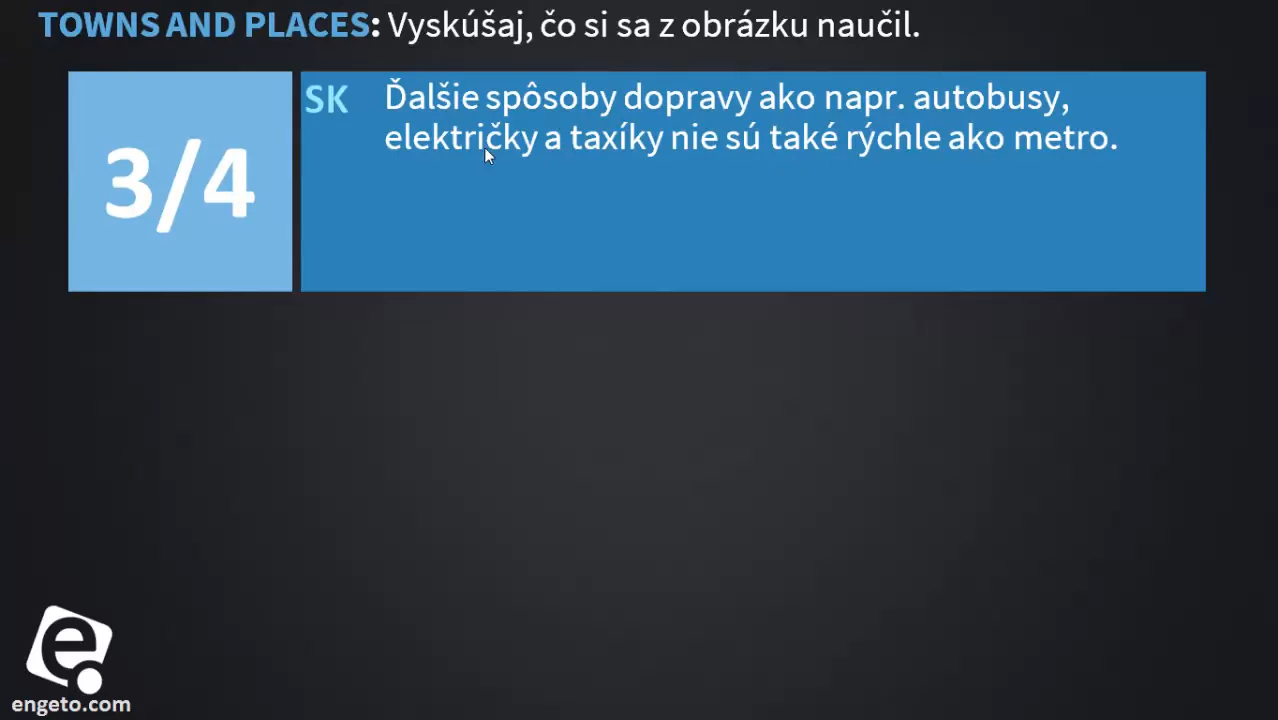 TOWNS AND PLACES: Vyskúšaj, čo si sa z obrázku naučil.
3/4
SK
Ďalšie spôsoby dopravy ako napr. autobusy,
električky a taxíky nie sú také rýchle ako metro.
e
engeto.com